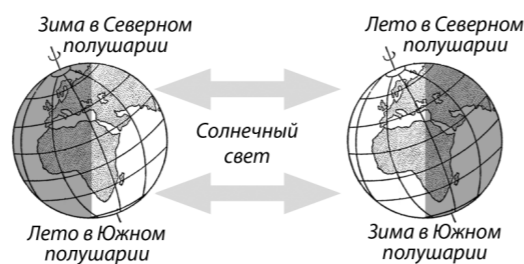 Зима в Северном
полушарии
Лето в Северном
полушарии
Солнечный
свет
Лето в Южном
полушарии
Зима в Южном
полушарии